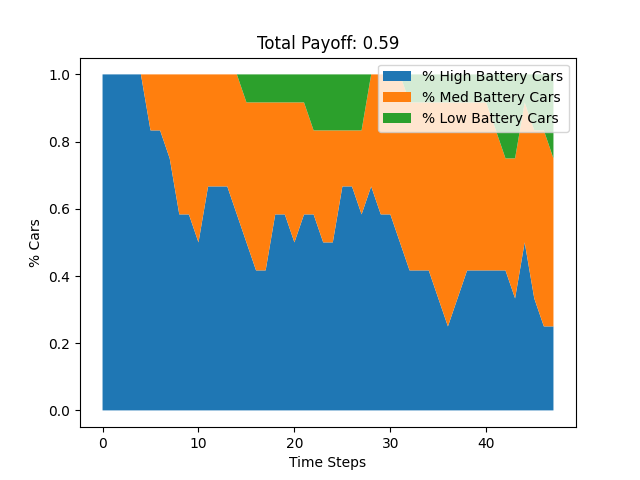 Total Payoff: 0.59
% High Battery Cars
% Med Battery Cars
% Low Battery Cars
% Cars
1.0
0.8
0.6
0.4
0.2
0.0
0
10
20
30
40
Time Steps